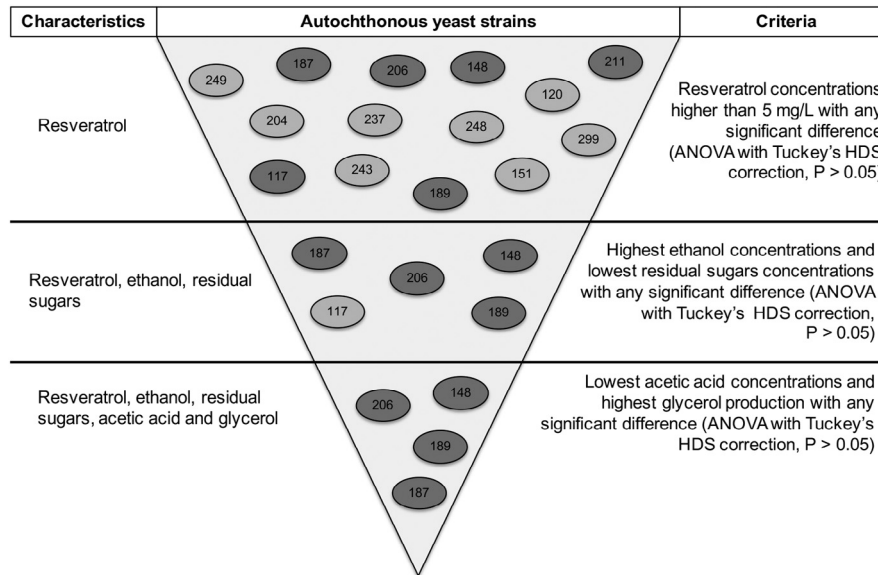 Characteristics
Autochthonous yeast strains
Criteria
Resveratrol
249
187
206
148
211
120
204
237
248
299
117
243
189
151
Resveratrol concentrations
higher than 5 mg/L with any
significant difference
(ANOVA with Tuckey's HDS
correction, P > 0.05)
Resveratrol, ethanol, residual
sugars
187
206
148
117
189
Highest ethanol concentrations and
lowest residual sugars concentrations
with any significant difference (ANOVA
with Tuckey's HDS correction,
P > 0.05)
Resveratrol, ethanol, residual
sugars, acetic acid and glycerol
206
148
189
187
Lowest acetic acid concentrations and
highest glycerol production with any
significant difference (ANOVA with Tuckey's
HDS correction, P > 0.05)